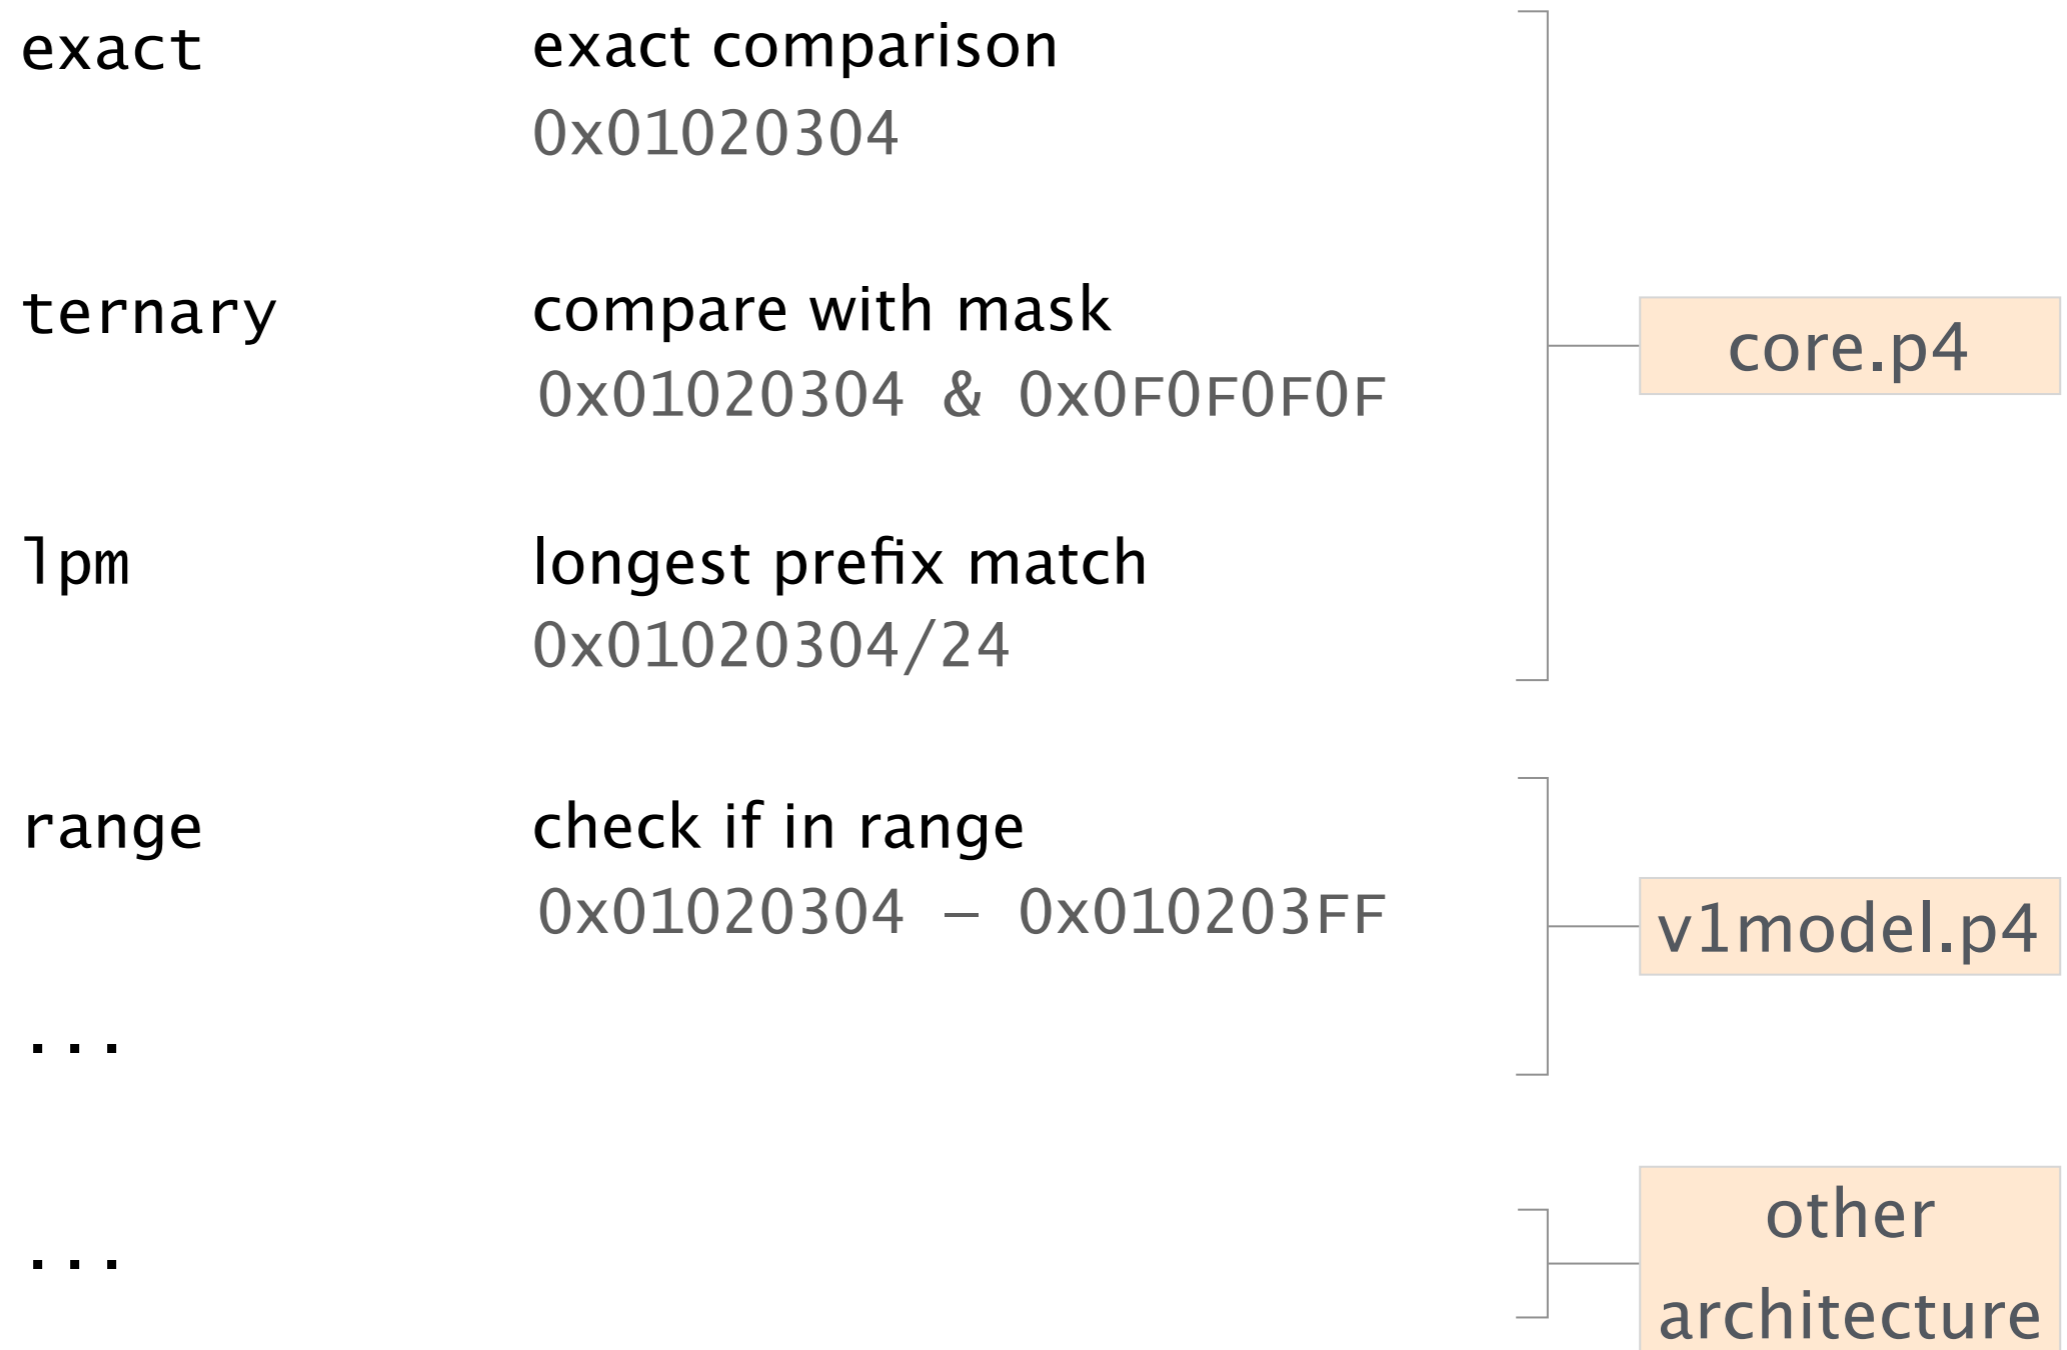 exact
exact comparison
0x01020304
ternary
compare with mask
0x01020304 & 0x0F0F0F0F
core.p4
lpm
longest prefix match
0x01020304/24
range
check if in range
0x01020304 – 0x010203FF
v1model.p4
...
...
other
architecture